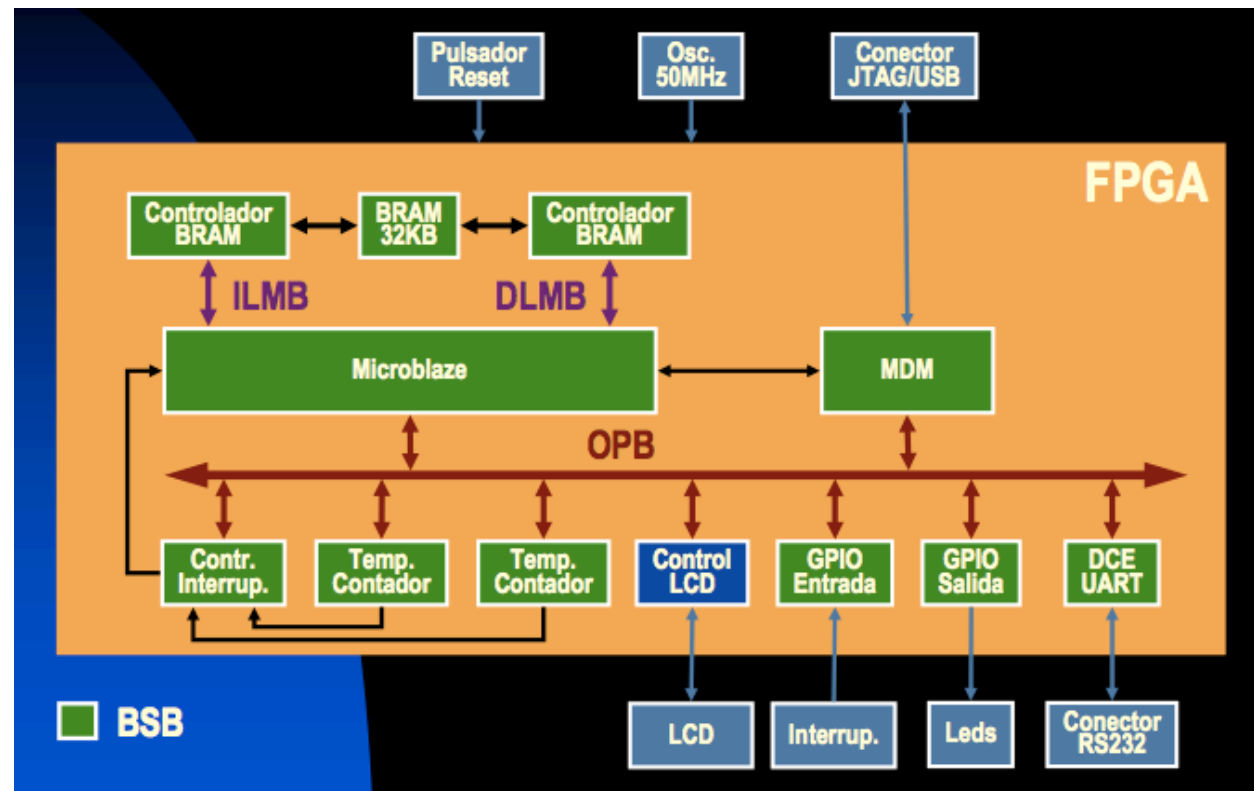 Pulsador
Reset
Osc.
50MHz
Conector
JTAG/USB
FPGA
Controlador
BRAM
BRAM
32KB
Controlador
BRAM
ILMB
DLMB
Microblaze
MDM
OPB
Contr.
Interrup.
Temp.
Contador
Temp.
Contador
Control
LCD
GPIO
Entrada
GPIO
Salida
DCE
UART
BSB
LCD
Interrup.
Leds
Conector
RS232